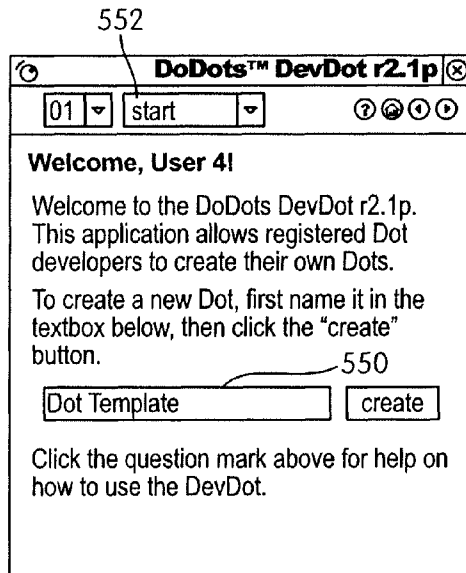 552
DoDots™ DevDot r2.1p
01 start ?
Welcome, User 4!
Welcome to the DoDots DevDot r2.1p.
This application allows registered Dot
developers to create their own Dots.
To create a new Dot, first name it in the
textbox below, then click the “create”
button.
550
Dot Template create
Click the question mark above for help on
how to use the DevDot.